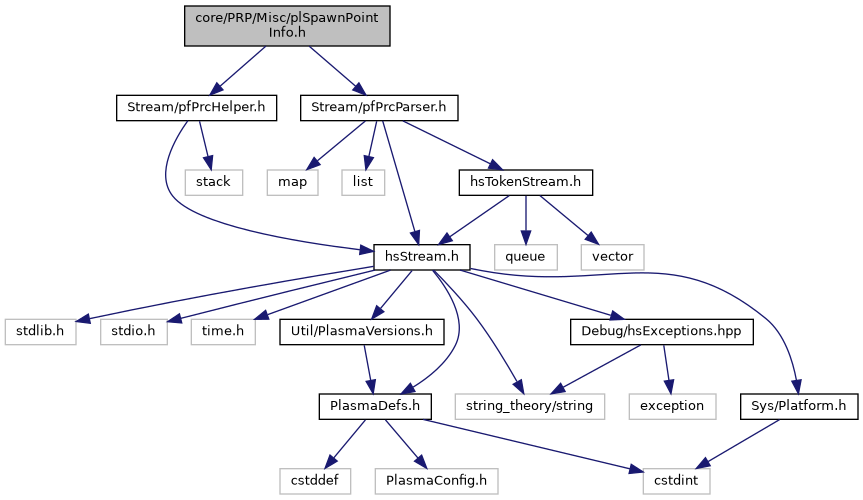 core/PRP/Misc/plSpawnPoint
Info.h
Stream/pfPrcHelper.h
Stream/pfPrcParser.h
stack
map
list
hsTokenStream.h
hsStream.h
queue
vector
stdlib.h
stdio.h
time.h
Util/PlasmaVersions.h
Debug/hsExceptions.hpp
PlasmaDefs.h
string_theory/string
exception
Sys/Platform.h
cstddef
PlasmaConfig.h
cstdint